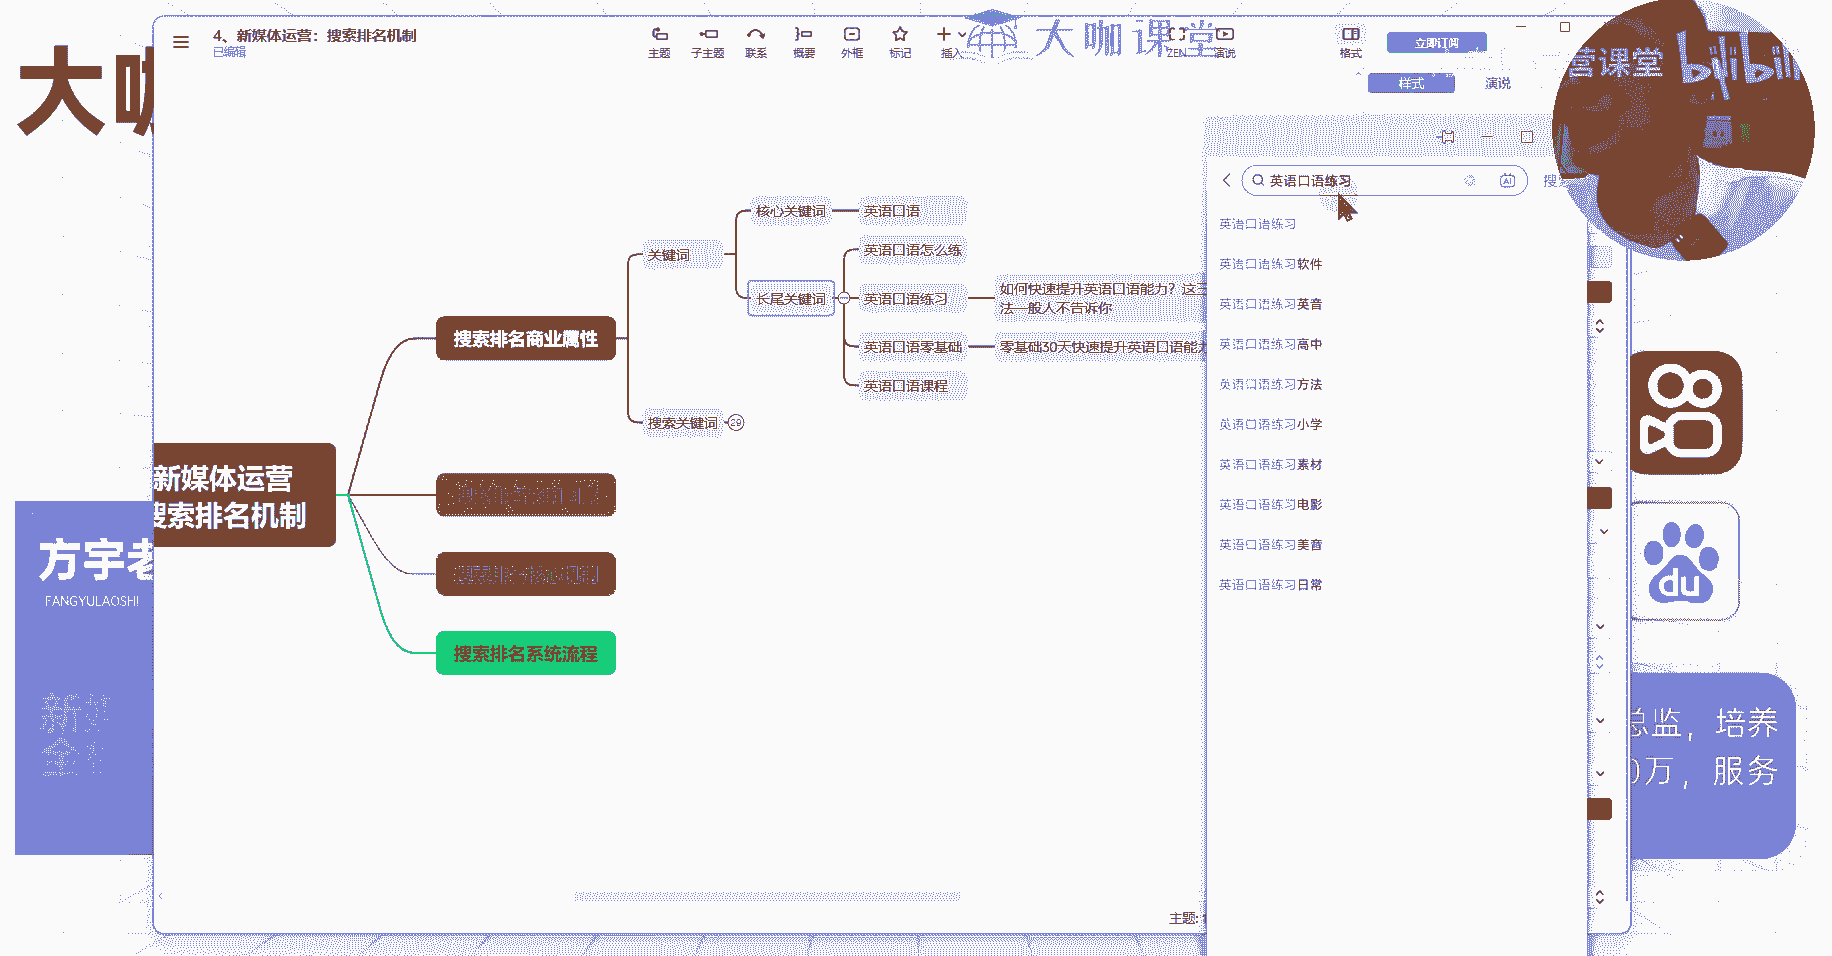 4、新媒体运营：搜索排名机制
已编辑
主题
子主题
联系
概要
外框
标记
插入
ZEN
演说
格式
立即订阅
样式
演说
大咖课堂
营课堂
bilibili
大咖
英语口语练习
英语口语练习
英语口语练习软件
英语口语练习英音
英语口语练习高中
英语口语练习方法
英语口语练习小学
英语口语练习素材
英语口语练习电影
英语口语练习美音
英语口语练习日常
核心关键词
英语口语
关键词
英语口语怎么练
长尾关键词
英语口语练习
如何快速提升英语口语能力？这三
法一般人不告诉你
英语口语零基础
零基础30天快速提升英语口语能力
英语口语课程
搜索排名商业属性
搜索关键词
29
新媒体运营
搜索排名机制
搜索排名系统流程
方宇老
FANGYULAOSHI
du
总监，培养
0万，服务
主题: